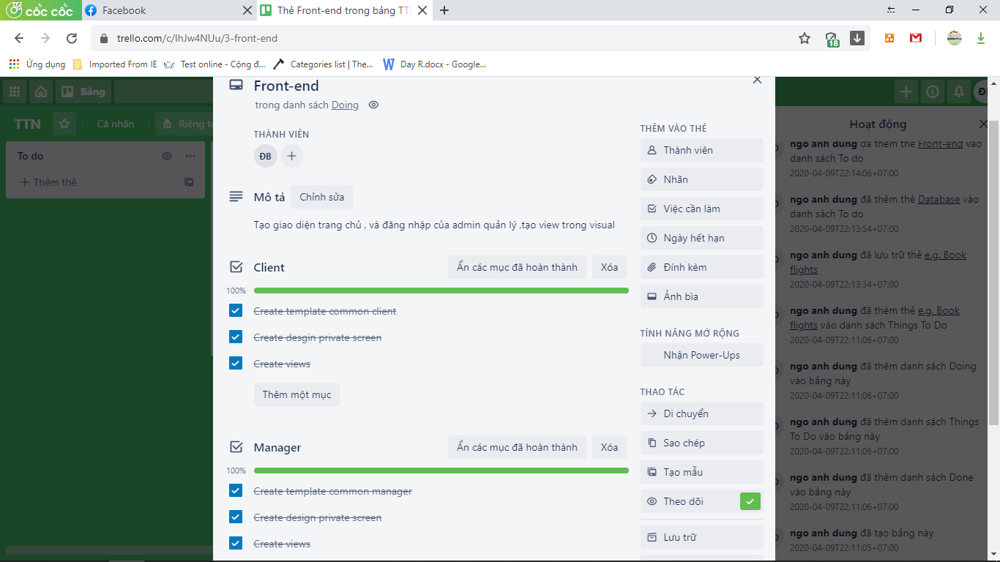 cốc cốc
Facebook
Thẻ Front-end trong bảng TT
trello.com/c/IhJw4NUu/3-front-end
18
Ứng dụng
Imported From IE
Test online - Cộng đ...
Categories list | The...
Day R.docx - Google...
Bảng
TTN
Cá nhân
Riêng tư
To do
Thêm thẻ
Front-end
trong danh sách Doing
THÀNH VIÊN
ĐB
Mô tả
Chỉnh sửa
Tạo giao diện trang chủ , và đăng nhập của admin quản lý ,tạo view trong visual
Client
Ẩn các mục đã hoàn thành
Xóa
100%
Create template common client
Create desgin private screen
Create views
Thêm một mục
Manager
Ẩn các mục đã hoàn thành
Xóa
100%
Create template common manager
Create design private screen
Create views
THÊM VÀO THẺ
Thành viên
Nhãn
Việc cần làm
Ngày hết hạn
Đính kèm
Ảnh bìa
TÍNH NĂNG MỞ RỘNG
Nhận Power-Ups
THAO TÁC
Di chuyển
Sao chép
Tạo mẫu
Theo dõi
Lưu trữ
Hoạt động
ngo anh dung đã thêm thẻ Front-end vào
danh sách To do
2020-04-09T22:14:06+07:00
ngo anh dung đã thêm thẻ Database vào
danh sách To do
2020-04-09T22:13:54+07:00
ngo anh dung đã lưu trữ thẻ e.g. Book
flights
2020-04-09T22:13:34+07:00
ngo anh dung đã thêm thẻ e.g. Book
flights vào danh sách Things To Do
2020-04-09T22:11:06+07:00
ngo anh dung đã thêm danh sách Doing
vào bảng này
2020-04-09T22:11:06+07:00
ngo anh dung đã thêm danh sách Things
To Do vào bảng này
2020-04-09T22:11:06+07:00
ngo anh dung đã thêm danh sách Done
vào bảng này
2020-04-09T22:11:06+07:00
ngo anh dung đã tạo bảng này
2020-04-09T22:11:05+07:00